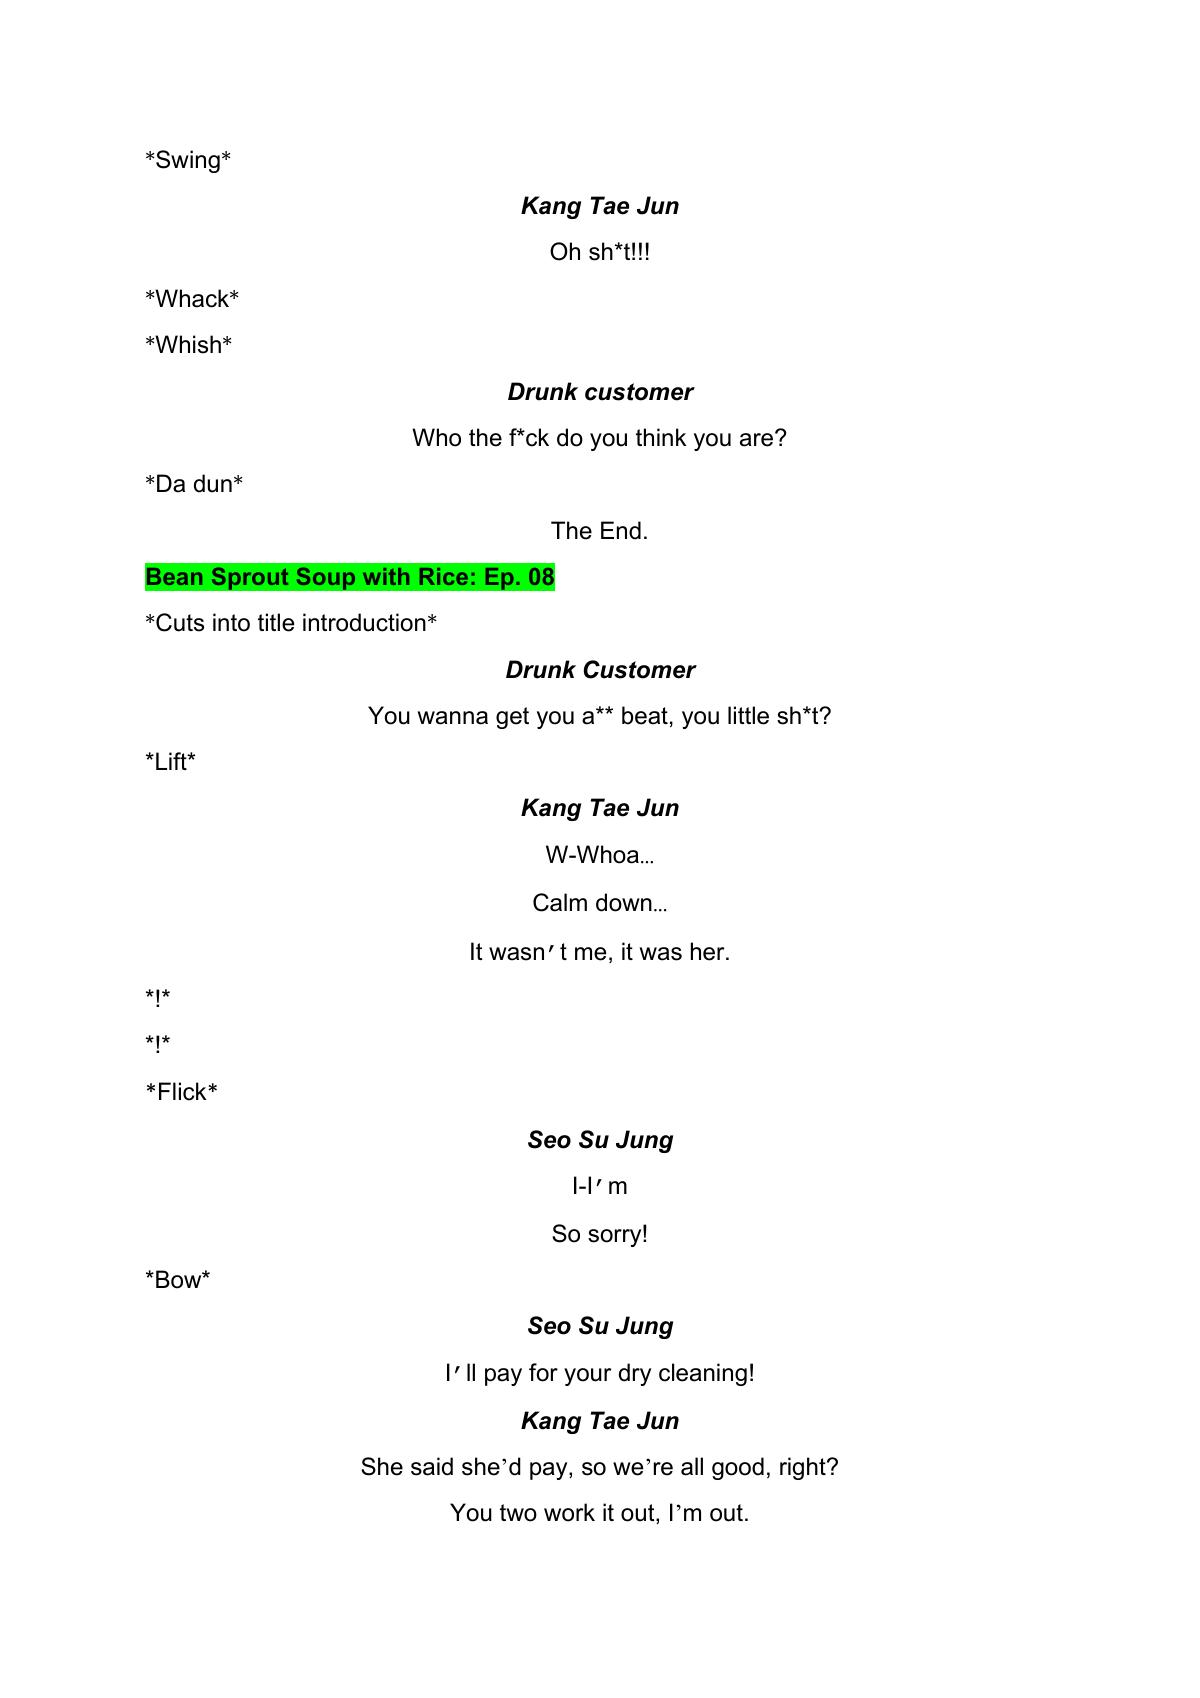 *Swing*
Kang Tae Jun
Oh sh*t!!!
*Whack*
*Whish*
Drunk customer
Who the f*ck do you think you are?
*Da dun*
The End.
Bean Sprout Soup with Rice: Ep. 08
*Cuts into title introduction*
Drunk Customer
You wanna get you a** beat, you little sh*t?
*Lift*
Kang Tae Jun
W-Whoa…
Calm down…
It wasn′t me, it was her.
*!*
*!*
*Flick*
Seo Su Jung
I-I′m
So sorry!
*Bow*
Seo Su Jung
I′ll pay for your dry cleaning!
Kang Tae Jun
She said she’d pay, so we’re all good, right?
You two work it out, I’m out.